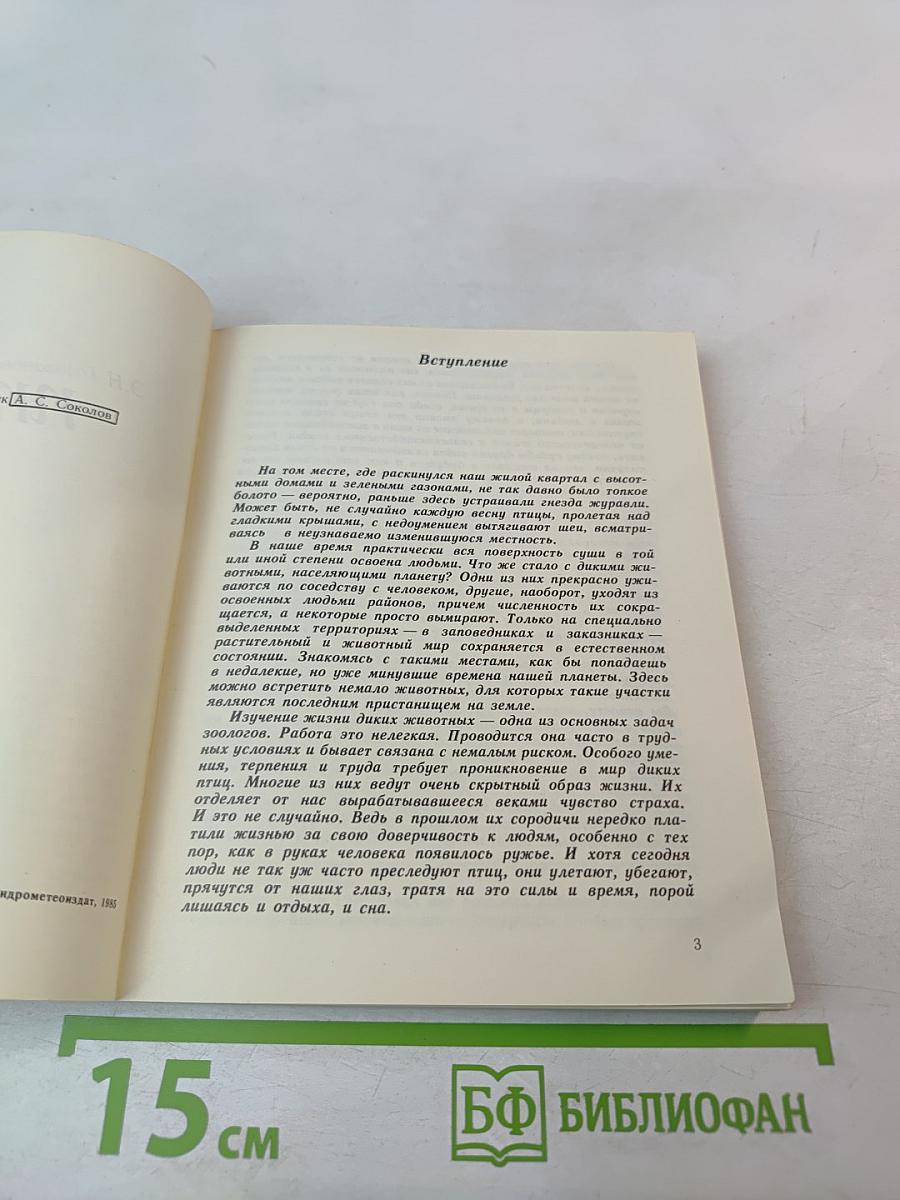 А. С. Соколов
идрометеоиздат, 1985
Вступление
На том месте, где раскинулся наш жилой квартал с высот-
ными домами и зелеными газонами, не так давно было топкое
болото — вероятно, раньше здесь устраивали гнезда журавли.
Может быть, не случайно каждую весну птицы, пролетая над
гладкими крышами, с недоумением вытягивают шеи, всматри-
ваясь в неузнаваемо изменившуюся местность.
В наше время практически вся поверхность суши в той
или иной степени освоена людьми. Что же стало с дикими жи-
вотными, населяющими планету? Одни из них прекрасно ужи-
ваются по соседству с человеком, другие, наоборот, уходят из
освоенных людьми районов, причем численность их сокра-
щается, а некоторые просто вымирают. Только на специально
выделенных территориях — в заповедниках и заказниках —
растительный и животный мир сохраняется в естественном
состоянии. Знакомясь с такими местами, как бы попадаешь
в недалекие, но уже минувшие времена нашей планеты. Здесь
можно встретить немало животных, для которых такие участки
являются последним пристанищем на земле.
Изучение жизни диких животных — одна из основных задач
зоологов. Работа это нелегкая. Проводится она часто в труд-
ных условиях и бывает связана с немалым риском. Особого уме-
ния, терпения и труда требует проникновение в мир диких
птиц. Многие из них ведут очень скрытный образ жизни. Их
отделяет от нас вырабатывавшееся веками чувство страха.
И это не случайно. Ведь в прошлом их сородичи нередко пла-
тили жизнью за свою доверчивость к людям, особенно с тех
пор, как в руках человека появилось ружье. И хотя сегодня
люди не так уж часто преследуют птиц, они улетают, убегают,
прячутся от наших глаз, тратя на это силы и время, порой
лишаясь и отдыха, и сна.
3
15 см
БФ БИБЛИОФАН